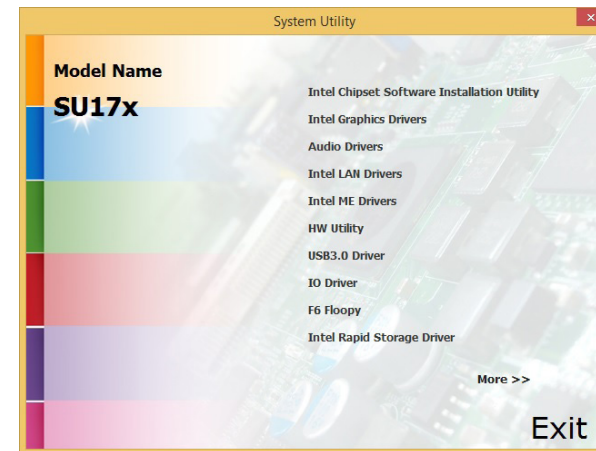 System Utility
×
Model Name
SU17x
Intel Chipset Software Installation Utility
Intel Graphics Drivers
Audio Drivers
Intel LAN Drivers
Intel ME Drivers
HW Utility
USB3.0 Driver
IO Driver
F6 Floopy
Intel Rapid Storage Driver
More >>
Exit